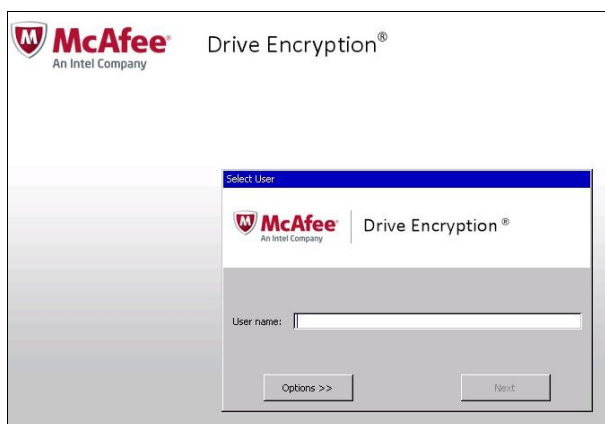 McAfee®
An Intel Company
Drive Encryption®
Select User
McAfee®
An Intel Company
Drive Encryption ®
User name:
Options >>
Next